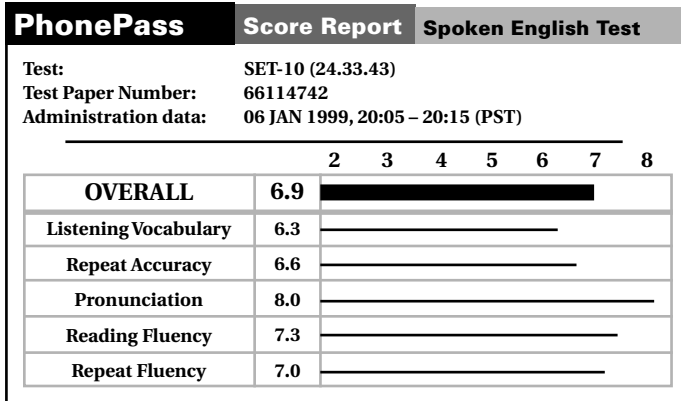 PhonePass Score Report Spoken English Test
Test: SET-10 (24.33.43)
Test Paper Number: 66114742
Administration data: 06 JAN 1999, 20:05 – 20:15 (PST)
2 3 4 5 6 7 8
OVERALL 6.9
Listening Vocabulary 6.3
Repeat Accuracy 6.6
Pronunciation 8.0
Reading Fluency 7.3
Repeat Fluency 7.0